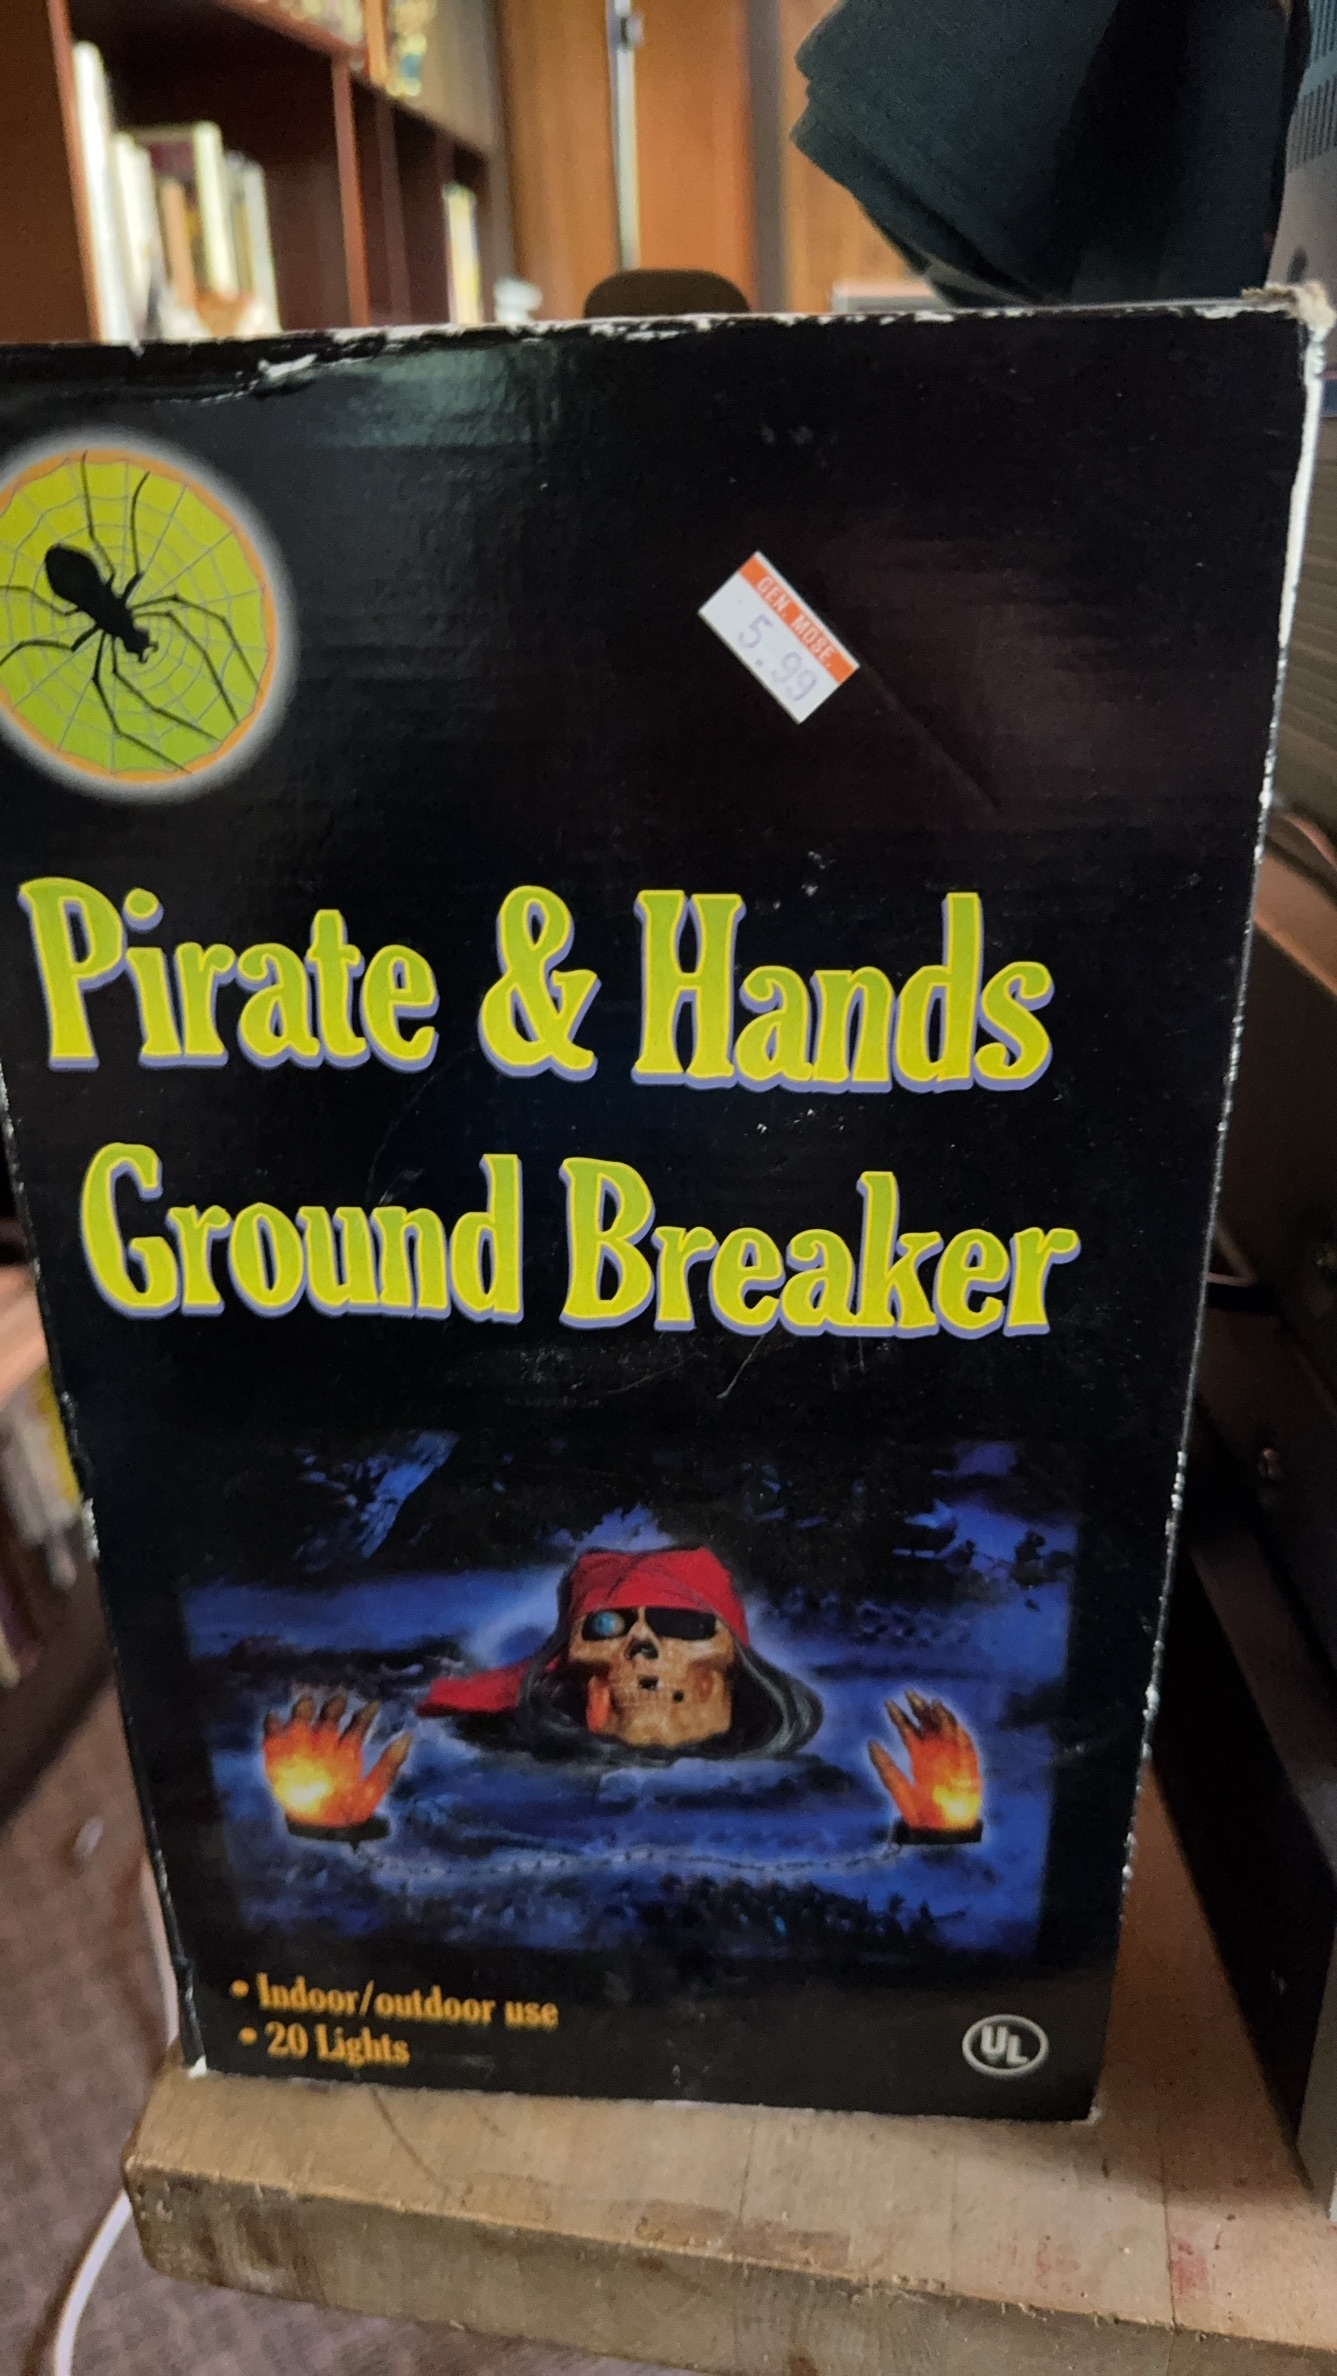 GEN. MDSE.
5.99
Pirate & Hands
Ground Breaker
• Indoor/outdoor use
• 20 Lights
UL